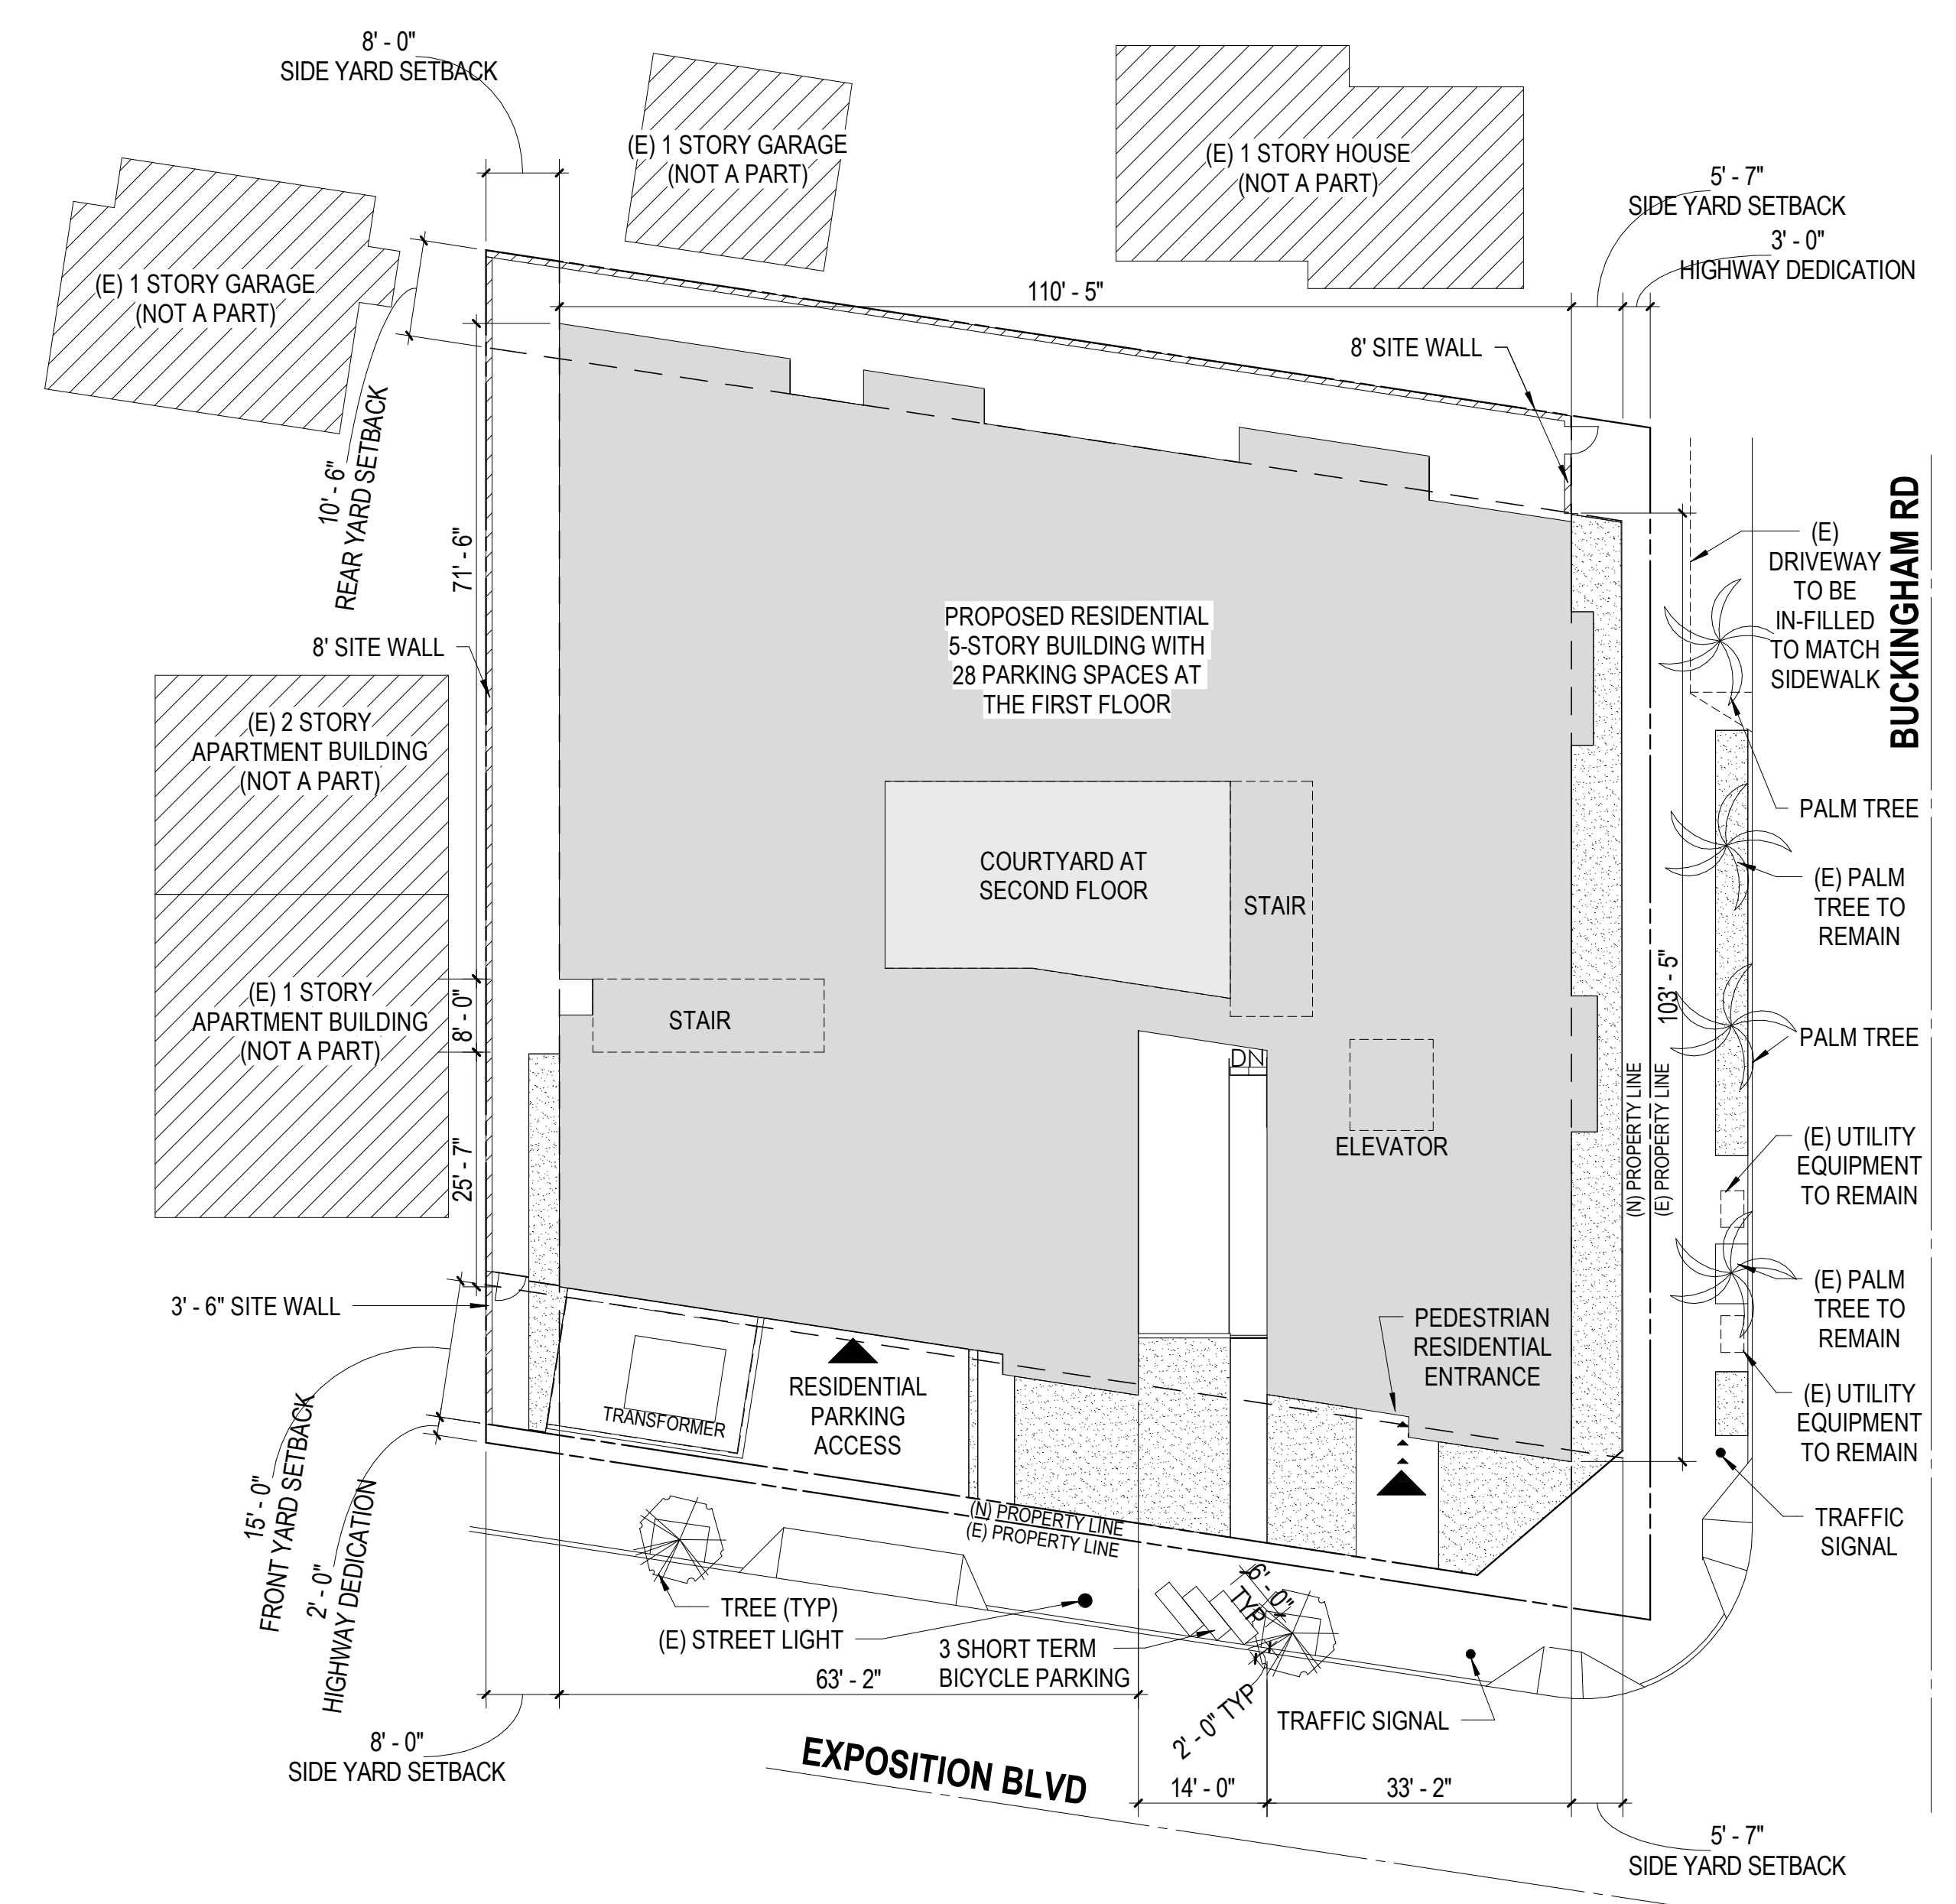 8' - 0"
SIDE YARD SETBACK
(E) 1 STORY GARAGE
(NOT A PART)
(E) 1 STORY HOUSE
(NOT A PART)
5' - 7"
SIDE YARD SETBACK
3' - 0"
HIGHWAY DEDICATION
(E) 1 STORY GARAGE
(NOT A PART)
110' - 5"
8' SITE WALL
10' - 6"
REAR YARD SETBACK
71' - 6"
8' SITE WALL
PROPOSED RESIDENTIAL
5-STORY BUILDING WITH
28 PARKING SPACES AT
THE FIRST FLOOR
BUCKINGHAM RD
(E)
DRIVEWAY
TO BE
IN-FILLED
TO MATCH
SIDEWALK
(E) 2 STORY
APARTMENT BUILDING
(NOT A PART)
PALM TREE
COURTYARD AT
SECOND FLOOR
STAIR
(E) PALM
TREE TO
REMAIN
103' - 5"
(E) 1 STORY
APARTMENT BUILDING
(NOT A PART)
8' - 0"
STAIR
DN
PALM TREE
25' - 7"
ELEVATOR
(N) PROPERTY LINE
(E) PROPERTY LINE
(E) UTILITY
EQUIPMENT
TO REMAIN
3' - 6" SITE WALL
(E) PALM
TREE TO
REMAIN
PEDESTRIAN
RESIDENTIAL
ENTRANCE
RESIDENTIAL
PARKING
ACCESS
TRANSFORMER
(E) UTILITY
EQUIPMENT
TO REMAIN
15' - 0"
FRONT YARD SETBACK
2' - 0"
HIGHWAY DEDICATION
(N) PROPERTY LINE
(E) PROPERTY LINE
TRAFFIC
SIGNAL
TREE (TYP)
(E) STREET LIGHT
3 SHORT TERM
BICYCLE PARKING
6' - 0"
TYP
2' - 0" TYP
63' - 2"
TRAFFIC SIGNAL
8' - 0"
SIDE YARD SETBACK
EXPOSITION BLVD
14' - 0"
33' - 2"
5' - 7"
SIDE YARD SETBACK